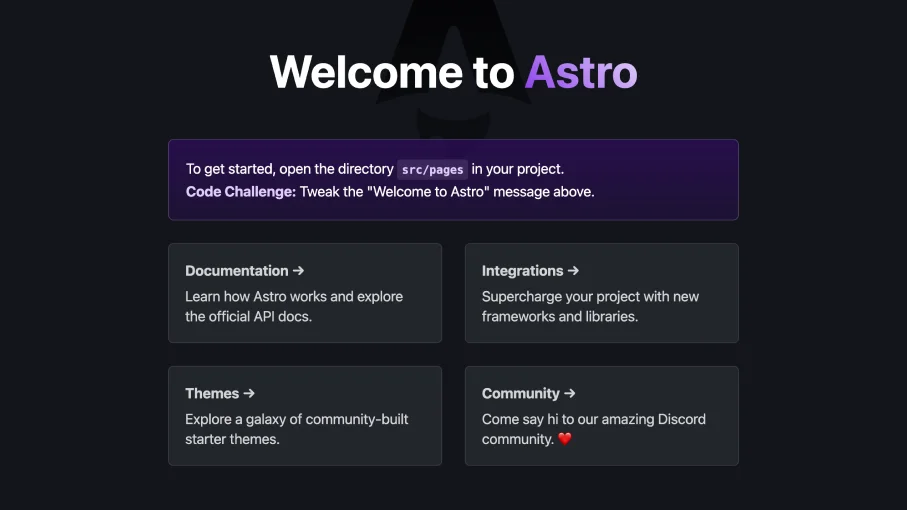 Welcome to Astro
To get started, open the directory src/pages in your project.
Code Challenge: Tweak the "Welcome to Astro" message above.
Documentation →
Learn how Astro works and explore
the official API docs.
Integrations →
Supercharge your project with new
frameworks and libraries.
Themes →
Explore a galaxy of community-built
starter themes.
Community →
Come say hi to our amazing Discord
community. ❤️